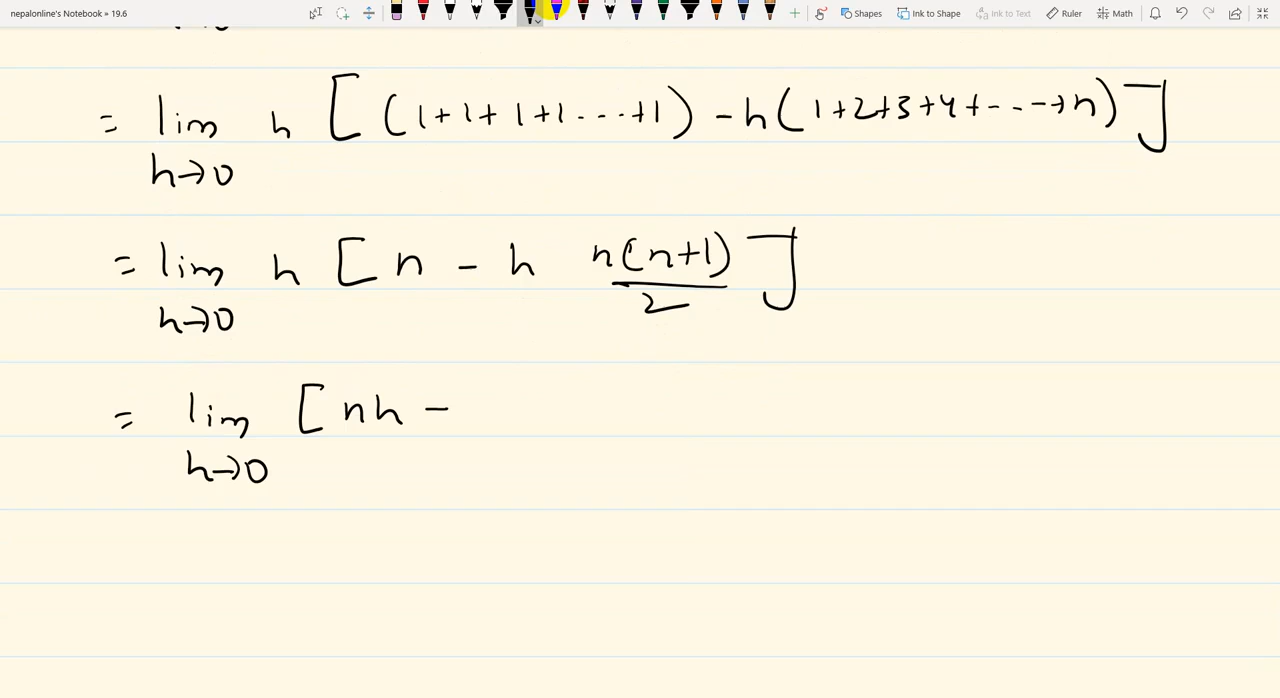 nepalonline's Notebook » 19.6
Shapes Ink to Shape Ink to Text Ruler Math
= lim h [ (1+1+1+1...+1) - h(1+2+3+4+...+n) ]
h→0
= lim h [ n - h n(n+1)
h→0 2 ]
= lim [ nh -
h→0